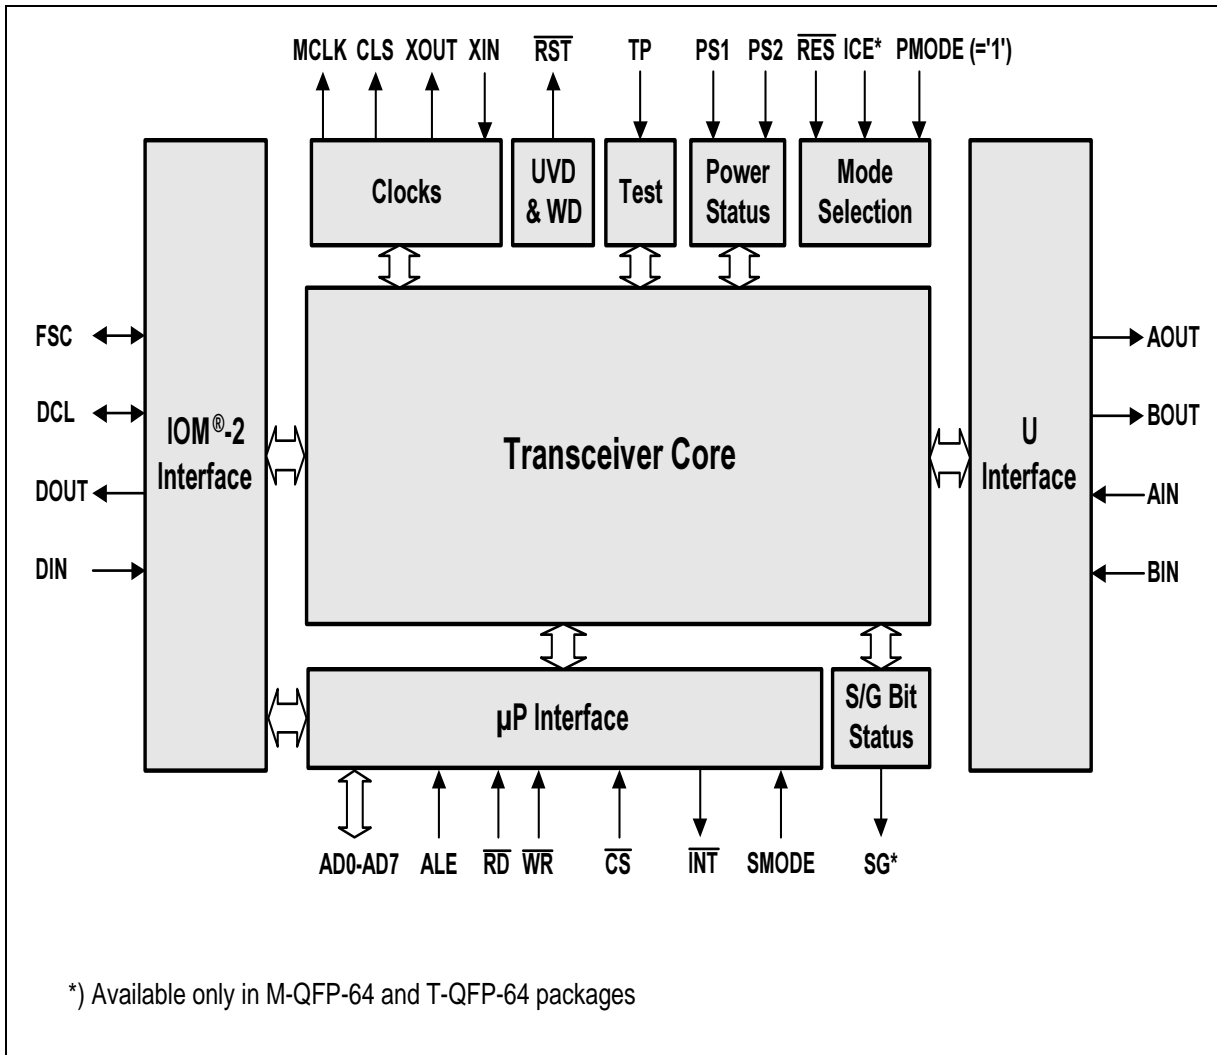 MCLK CLS XOUT XIN RST TP PS1 PS2 RES ICE* PMODE (='1')
Clocks
UVD
& WD
Test
Power
Status
Mode
Selection
FSC
DCL
DOUT
DIN
IOM®-2
Interface
Transceiver Core
U
Interface
AOUT
BOUT
AIN
BIN
µP Interface
S/G Bit
Status
AD0-AD7 ALE RD WR CS INT SMODE SG*
*) Available only in M-QFP-64 and T-QFP-64 packages